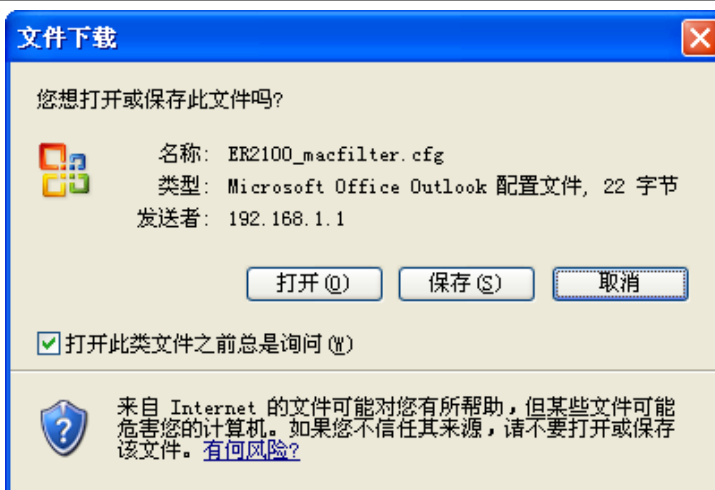 文件下载
您想打开或保存此文件吗?
名称: ER2100_macfilter.cfg
类型: Microsoft Office Outlook 配置文件, 22 字节
发送者: 192.168.1.1
打开(O)
保存(S)
取消
打开此类文件之前总是询问(W)
来自 Internet 的文件可能对您有所帮助，但某些文件可能
危害您的计算机。如果您不信任其来源，请不要打开或保存
该文件。有何风险?